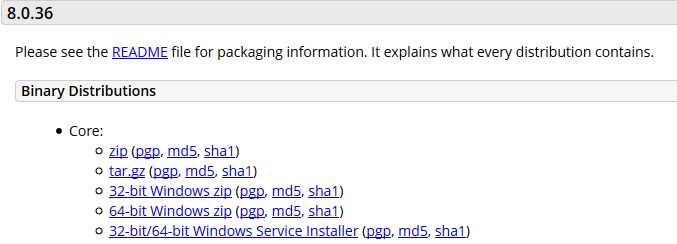 8.0.36
Please see the README file for packaging information. It explains what every distribution contains.
Binary Distributions
Core:
zip (pgp, md5, sha1)
tar.gz (pgp, md5, sha1)
32-bit Windows zip (pgp, md5, sha1)
64-bit Windows zip (pgp, md5, sha1)
32-bit/64-bit Windows Service Installer (pgp, md5, sha1)